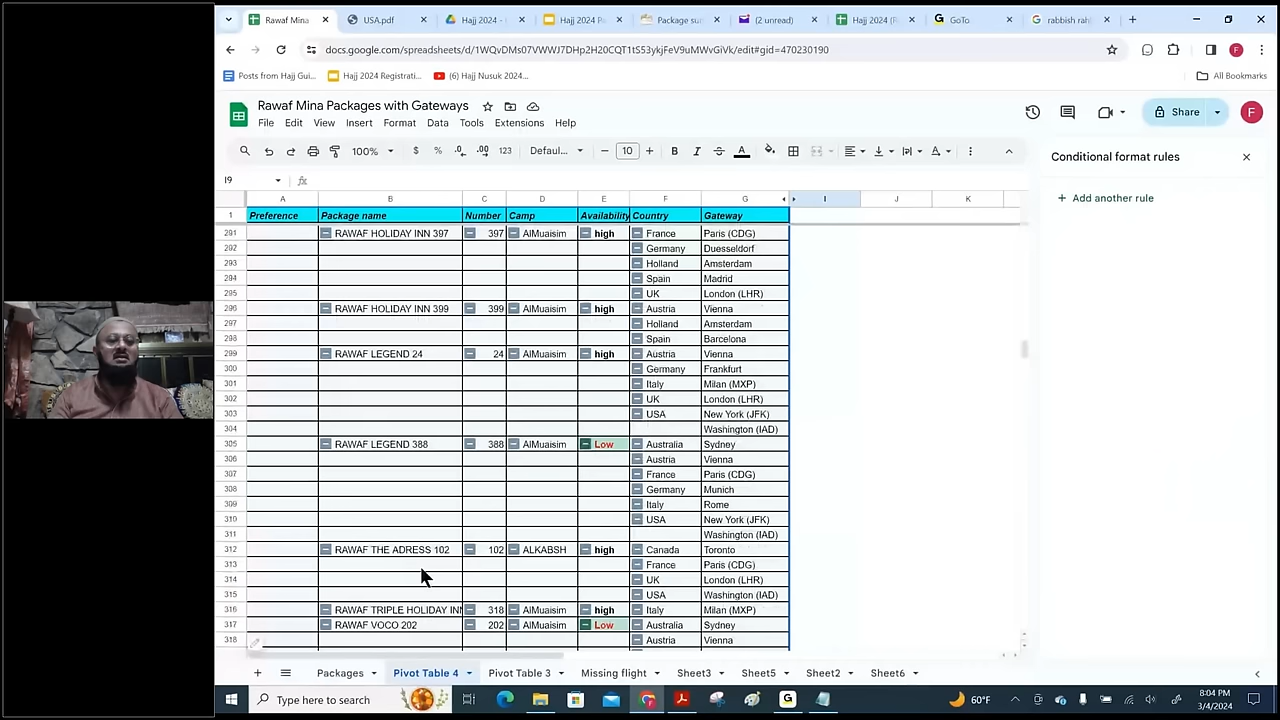 Rawaf Mina
USA.pdf
Hajj 2024 -
Hajj 2024 Pa
Package su
(2 unread)
Hajj 2024 (
GoTo
rabbish rah
docs.google.com/spreadsheets/d/1WQvDMs07VWWJ7DHp2H20CQT1tS53ykjFeV9uMWvGiVk/edit#gid=470230190
Posts from Hajj Gui...
Hajj 2024 Registrati...
(6) Hajj Nusuk 2024...
All Bookmarks
Rawaf Mina Packages with Gateways
File Edit View Insert Format Data Tools Extensions Help
Share
F
100% $ % .0 .00 123 Defaul... 10 B I A
I9
Conditional format rules
Add another rule
A B C D E F G I J K
1 Preference Package name Number Camp Availability Country Gateway
291 RAWAF HOLIDAY INN 397 397 AlMuaisim high France Paris (CDG)
292 Germany Duesseldorf
293 Holland Amsterdam
294 Spain Madrid
295 UK London (LHR)
296 RAWAF HOLIDAY INN 399 399 AlMuaisim high Austria Vienna
297 Holland Amsterdam
298 Spain Barcelona
299 RAWAF LEGEND 24 24 AlMuaisim high Austria Vienna
300 Germany Frankfurt
301 Italy Milan (MXP)
302 UK London (LHR)
303 USA New York (JFK)
304 Washington (IAD)
305 RAWAF LEGEND 388 388 AlMuaisim Low Australia Sydney
306 Austria Vienna
307 France Paris (CDG)
308 Germany Munich
309 Italy Rome
310 USA New York (JFK)
311 Washington (IAD)
312 RAWAF THE ADRESS 102 102 ALKABSH high Canada Toronto
313 France Paris (CDG)
314 UK London (LHR)
315 USA Washington (IAD)
316 RAWAF TRIPLE HOLIDAY INN 318 AlMuaisim high Italy Milan (MXP)
317 RAWAF VOCO 202 202 AlMuaisim Low Australia Sydney
318 Austria Vienna
Packages Pivot Table 4 Pivot Table 3 Missing flight Sheet3 Sheet5 Sheet2 Sheet6
Type here to search
60°F
8:04 PM
3/4/2024